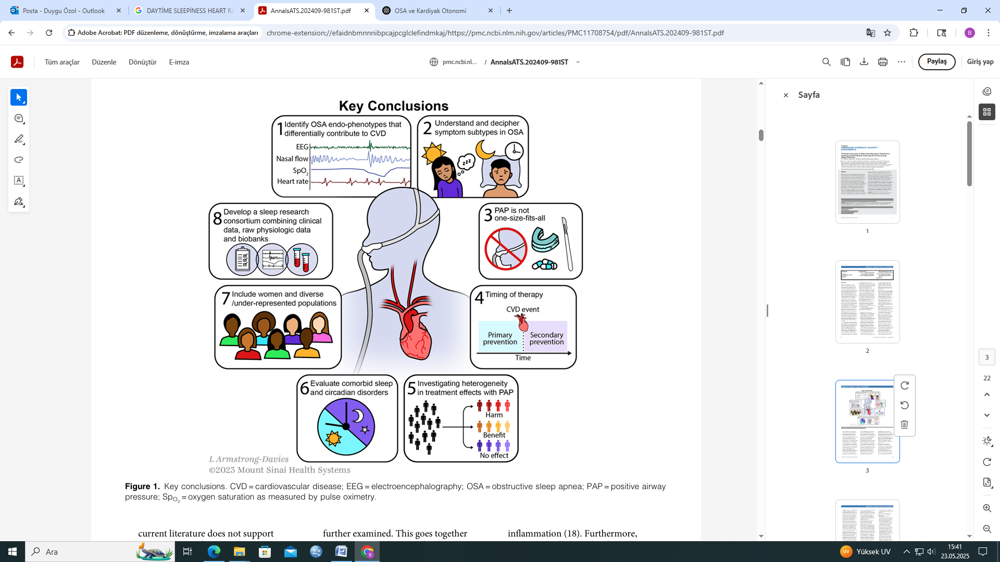 Posta - Duygu Özol - Outlook
DAYTİME SLEEPİNESS HEART RA
AnnalsATS.202409-981ST.pdf
OSA ve Kardiyak Otonomi
Adobe Acrobat: PDF düzenleme, dönüştürme, imzalama araçları
chrome-extension://efaidnbmnnnibpcajpcglclefindmkaj/https://pmc.ncbi.nlm.nih.gov/articles/PMC11708754/pdf/AnnalsATS.202409-981ST.pdf
B
Tüm araçlar
Düzenle
Dönüştür
E-imza
pmc.ncbi.nl... / AnnalsATS.202409-981ST
Paylaş
Giriş yap
Key Conclusions
1 Identify OSA endo-phenotypes that
differentially contribute to CVD
EEG
Nasal flow
SpO2
Heart rate
2 Understand and decipher
symptom subtypes in OSA
zzz
3 PAP is not
one-size-fits-all
4 Timing of therapy
CVD event
Primary
prevention
Secondary
prevention
Time
5 Investigating heterogeneity
in treatment effects with PAP
Harm
Benefit
No effect
6 Evaluate comorbid sleep
and circadian disorders
7 Include women and diverse
/under-represented populations
8 Develop a sleep research
consortium combining clinical
data, raw physiologic data
and biobanks
L Armstrong-Davies
©2023 Mount Sinai Health Systems
Figure 1. Key conclusions. CVD = cardiovascular disease; EEG = electroencephalography; OSA = obstructive sleep apnea; PAP = positive airway
pressure; SpO2 = oxygen saturation as measured by pulse oximetry.
current literature does not support
further examined. This goes together
inflammation (18). Furthermore,
Sayfa
1
2
3
3
22
Ara
B
UV
Yüksek UV
15:41
23.05.2025